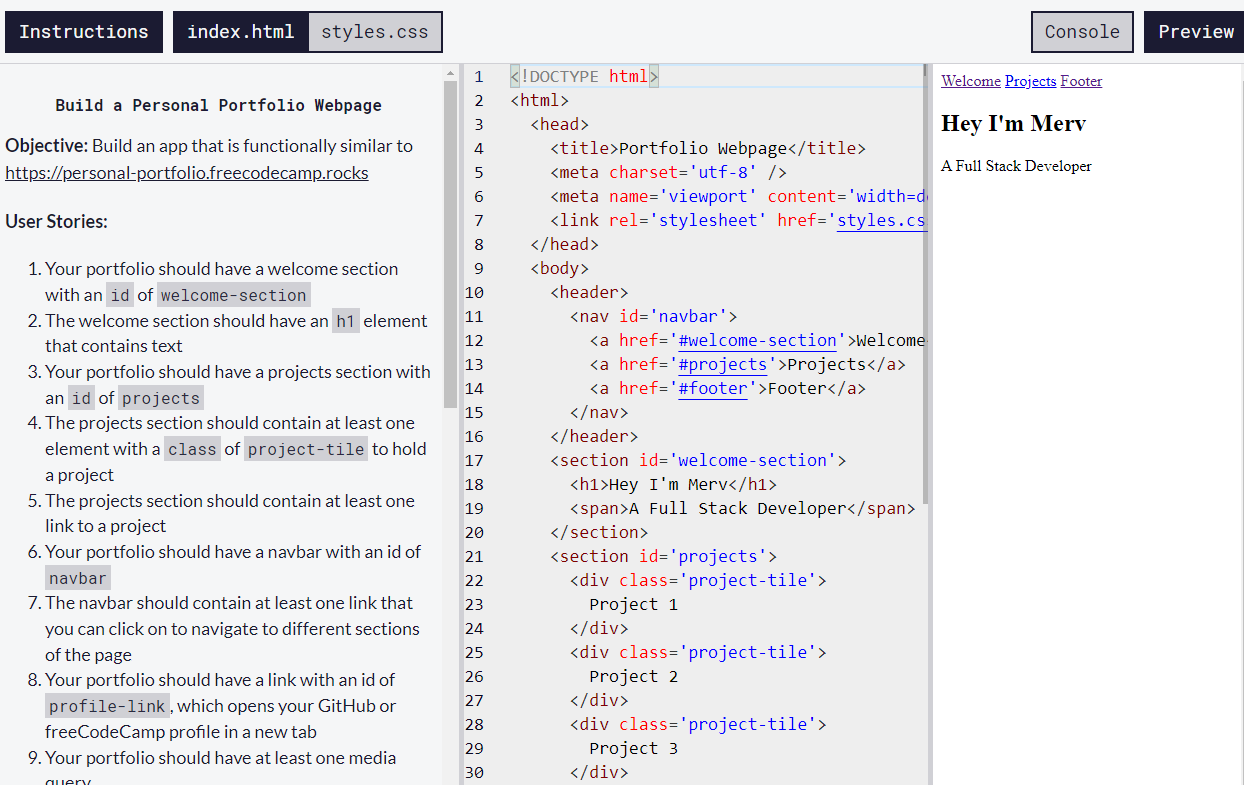 Instructions index.html styles.css Console Preview
Build a Personal Portfolio Webpage
Objective: Build an app that is functionally similar to
https://personal-portfolio.freecodecamp.rocks
User Stories:
1. Your portfolio should have a welcome section
with an id of welcome-section
2. The welcome section should have an h1 element
that contains text
3. Your portfolio should have a projects section with
an id of projects
4. The projects section should contain at least one
element with a class of project-tile to hold
a project
5. The projects section should contain at least one
link to a project
6. Your portfolio should have a navbar with an id of
navbar
7. The navbar should contain at least one link that
you can click on to navigate to different sections
of the page
8. Your portfolio should have a link with an id of
profile-link, which opens your GitHub or
freeCodeCamp profile in a new tab
9. Your portfolio should have at least one media
query
1 <!DOCTYPE html>
2 <html>
3 <head>
4 <title>Portfolio Webpage</title>
5 <meta charset='utf-8' />
6 <meta name='viewport' content='width=d
7 <link rel='stylesheet' href='styles.cs
8 </head>
9 <body>
10 <header>
11 <nav id='navbar'>
12 <a href='#welcome-section'>Welcome
13 <a href='#projects'>Projects</a>
14 <a href='#footer'>Footer</a>
15 </nav>
16 </header>
17 <section id='welcome-section'>
18 <h1>Hey I'm Merv</h1>
19 <span>A Full Stack Developer</span>
20 </section>
21 <section id='projects'>
22 <div class='project-tile'>
23 Project 1
24 </div>
25 <div class='project-tile'>
26 Project 2
27 </div>
28 <div class='project-tile'>
29 Project 3
30 </div>
Welcome Projects Footer
Hey I'm Merv
A Full Stack Developer